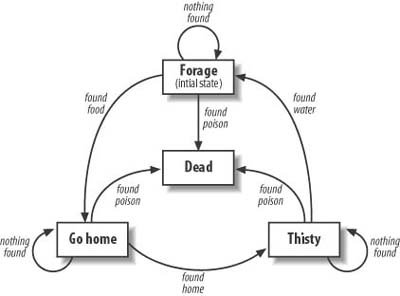 nothing
found
Forage
(intial state)
found
food
found
poison
found
water
Dead
found
poison
found
poison
nothing
found
Go home
Thisty
nothing
found
found
home